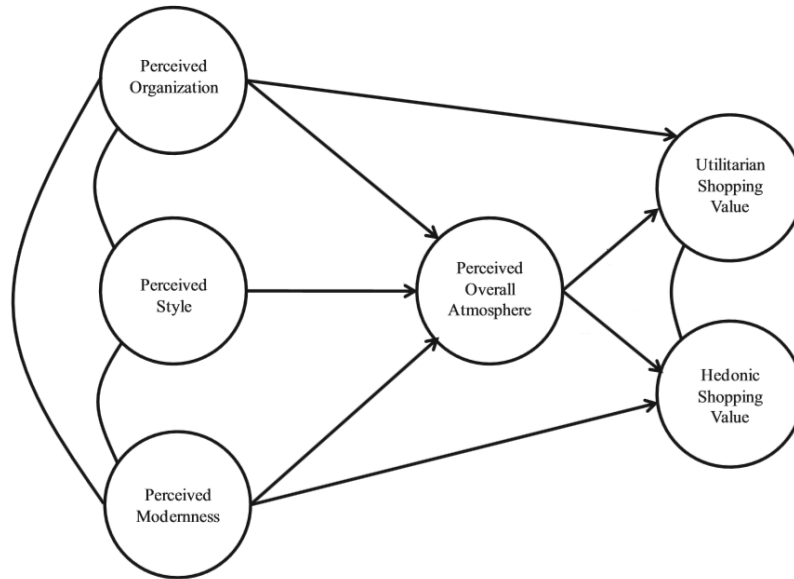 Perceived
Organization
Utilitarian
Shopping
Value
Perceived
Style
Perceived
Overall
Atmosphere
Hedonic
Shopping
Value
Perceived
Modernness